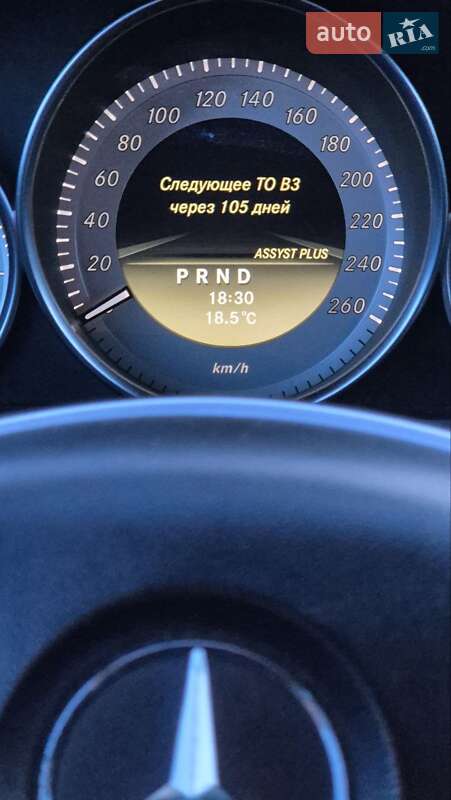 auto RIA
.com
120 140
100 160
80 180
60 200
40 220
20 240
260
Следующее ТО B3
через 105 дней
ASSYST PLUS
P R N D
18:30
18.5°C
km/h